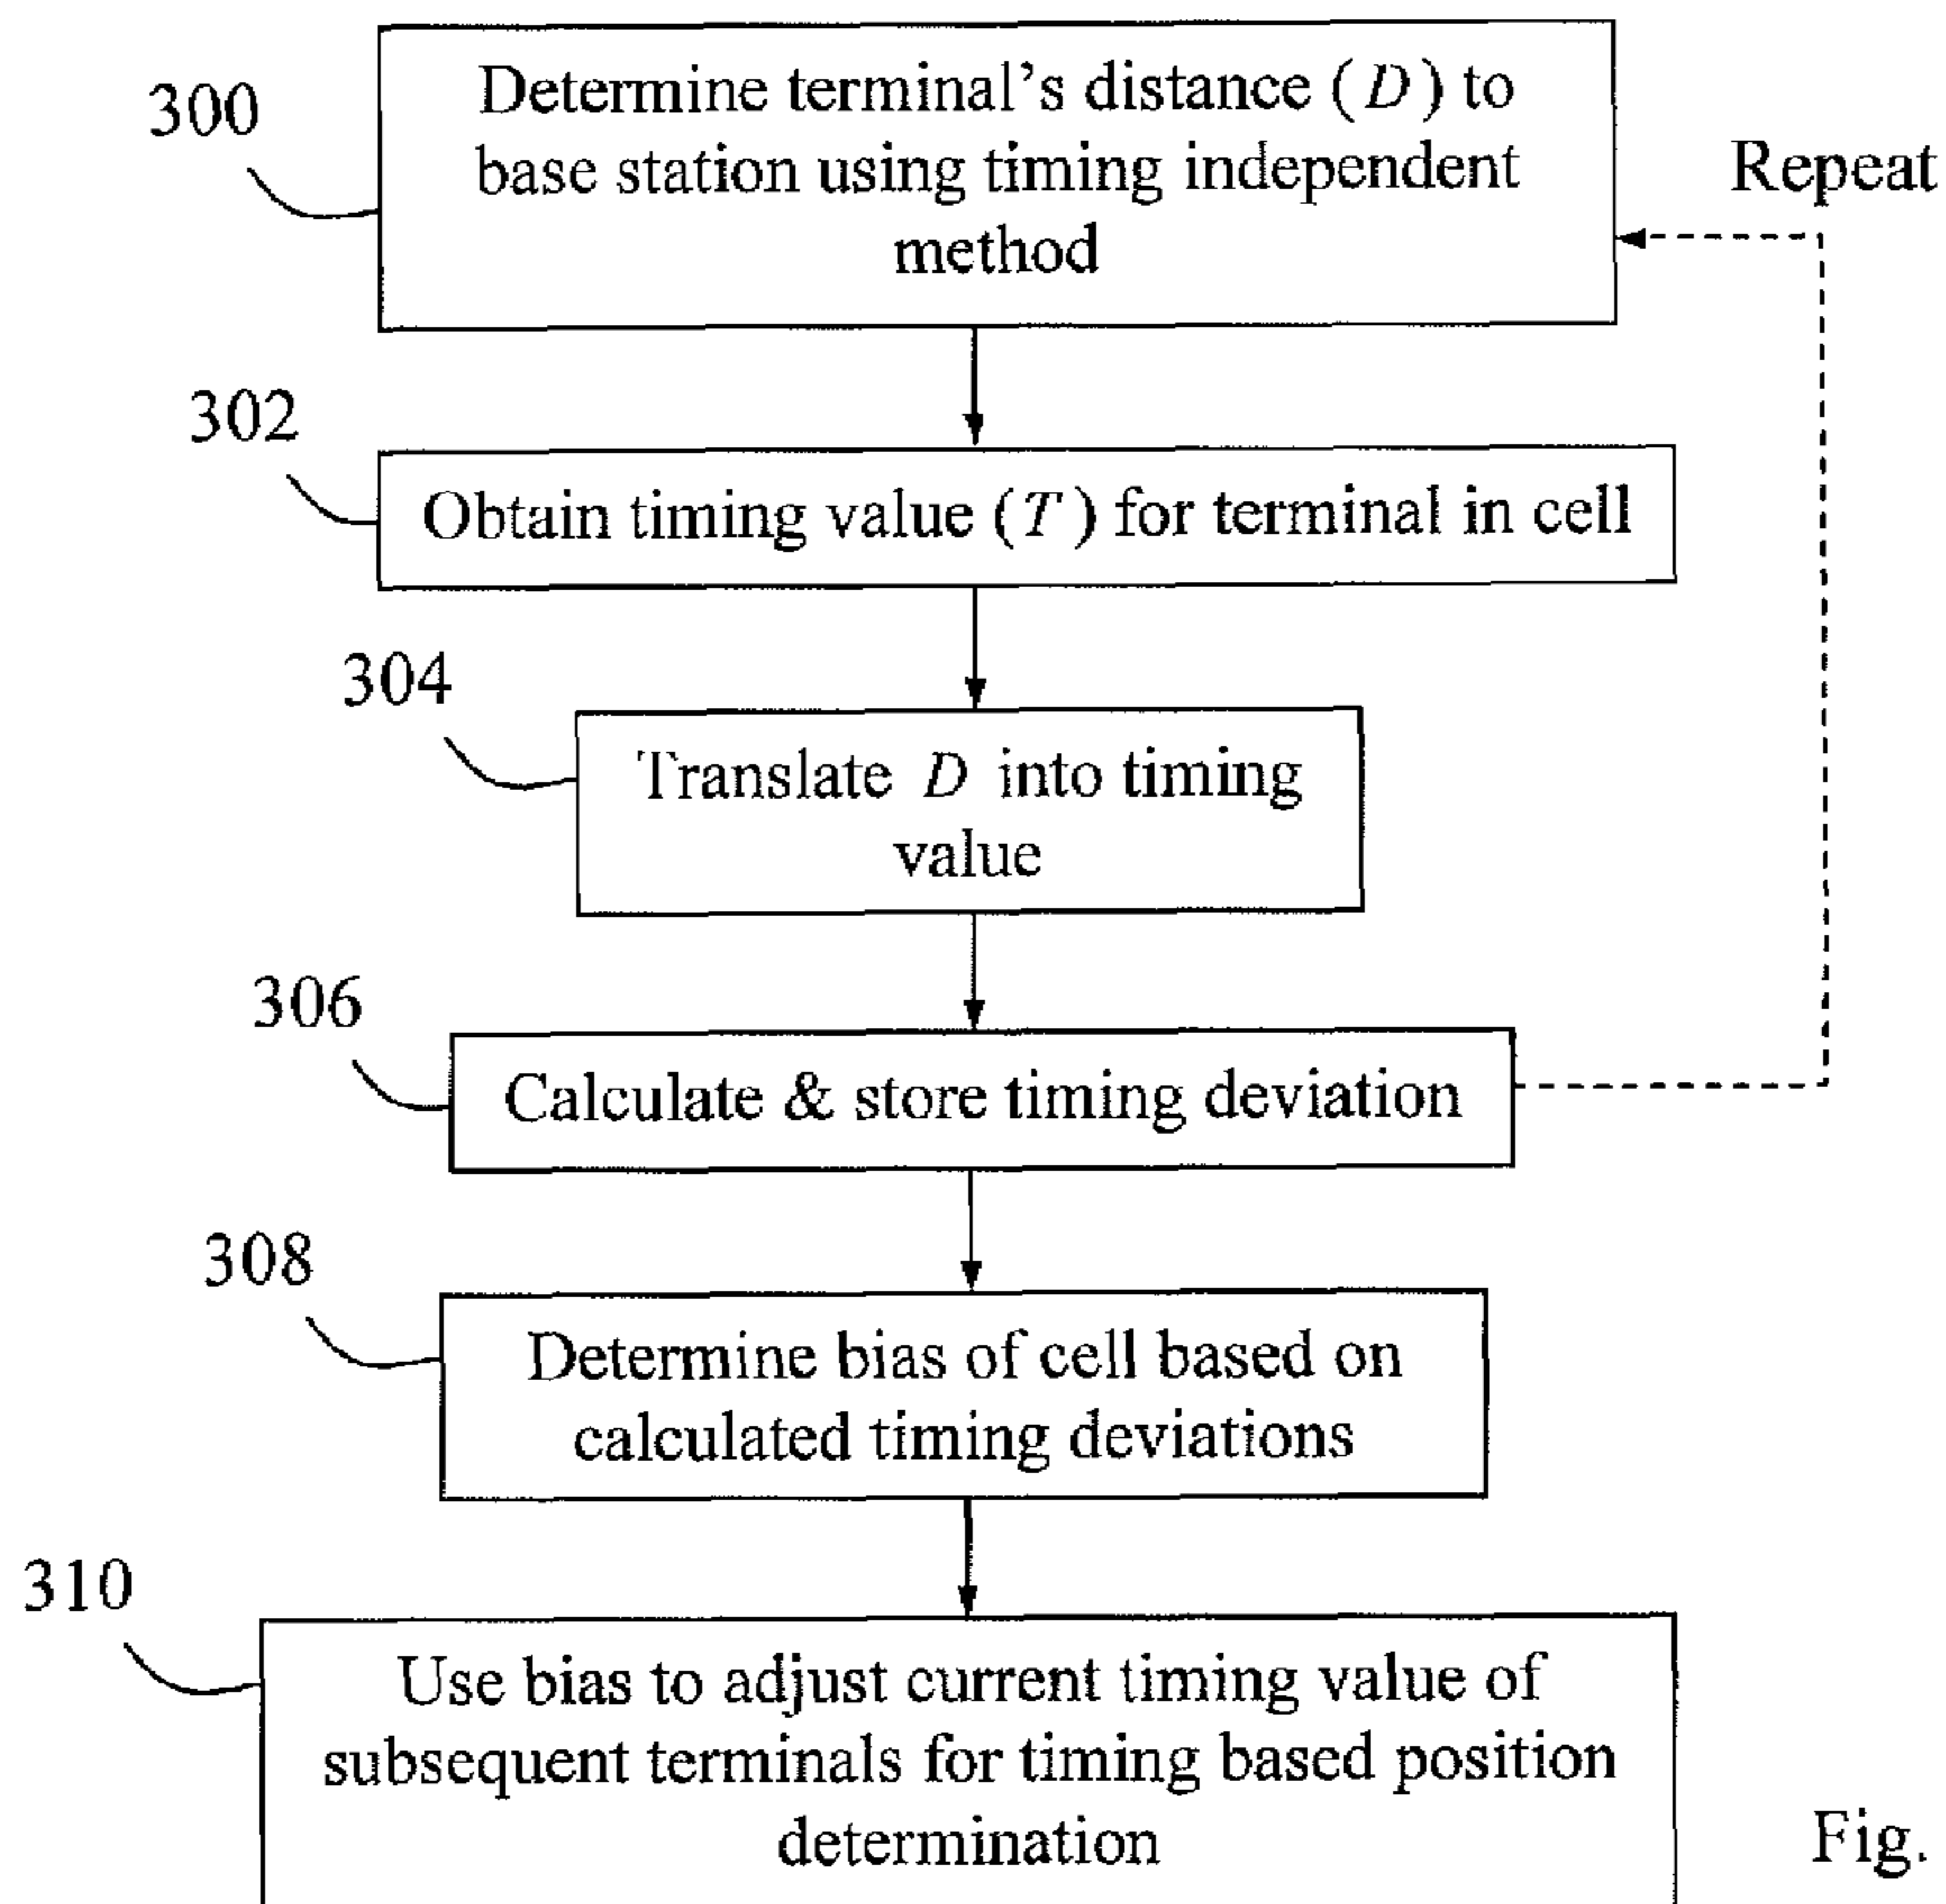 300
Determine terminal's distance (D) to
base station using timing independent
method
Repeat
302
Obtain timing value (T) for terminal in cell
304
Translate D into timing
value
306
Calculate & store timing deviation
308
Determine bias of cell based on
calculated timing deviations
310
Use bias to adjust current timing value of
subsequent terminals for timing based position
determination
Fig.